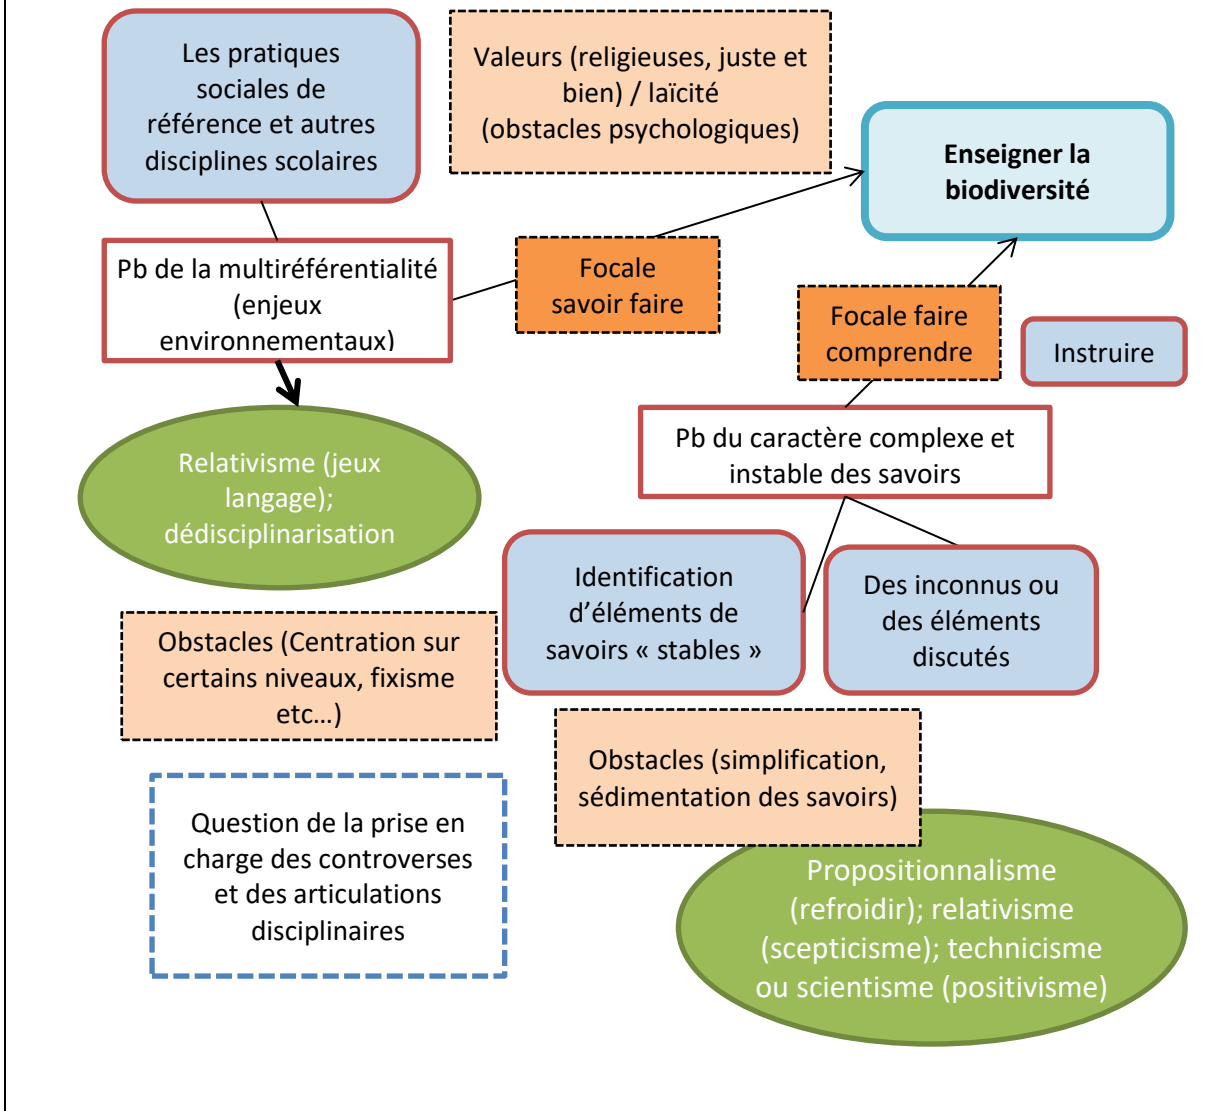 Les pratiques
sociales de
référence et autres
disciplines scolaires
Valeurs (religieuses, juste et
bien) / laïcité
(obstacles psychologiques)
Enseigner la
biodiversité
Pb de la multiréférentialité
(enjeux
environnementaux)
Focale
savoir faire
Focale faire
comprendre
Instruire
Relativisme (jeux
langage);
dédisciplinarisation
Pb du caractère complexe et
instable des savoirs
Identification
d’éléments de
savoirs « stables »
Des inconnus ou
des éléments
discutés
Obstacles (Centration sur
certains niveaux, fixisme
etc…)
Obstacles (simplification,
sédimentation des savoirs)
Question de la prise en
charge des controverses
et des articulations
disciplinaires
Propositionnalisme
(refroidir); relativisme
(scepticisme); technicisme
ou scientisme (positivisme)